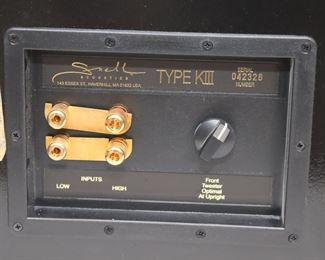 Snell
ACOUSTICS
143 ESSEX ST. HAVERHILL, MA 01832 USA
TYPE KIII
SERIAL
042328
NUMBER
INPUTS
LOW HIGH
Front
Tweeter
Optimal
At Upright